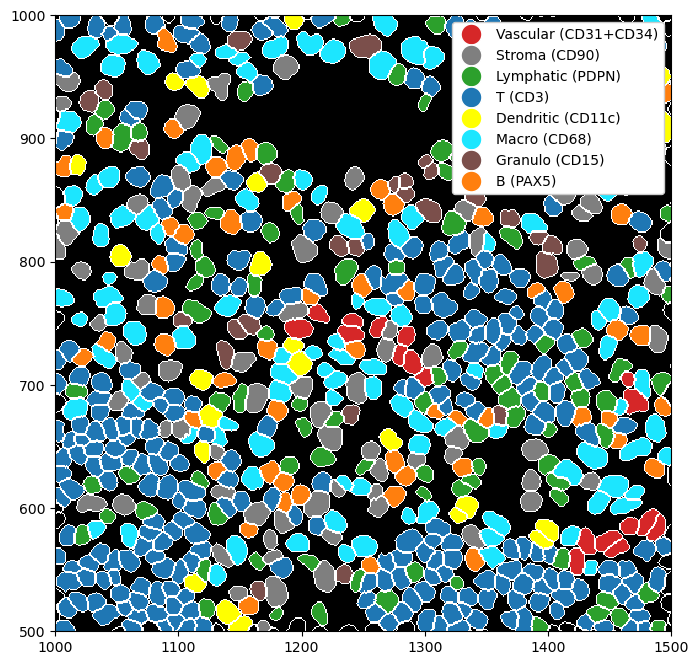 1000
900
800
700
600
500
1000
1100
1200
1300
1400
1500
Vascular (CD31+CD34)
Stroma (CD90)
Lymphatic (PDPN)
T (CD3)
Dendritic (CD11c)
Macro (CD68)
Granulo (CD15)
B (PAX5)